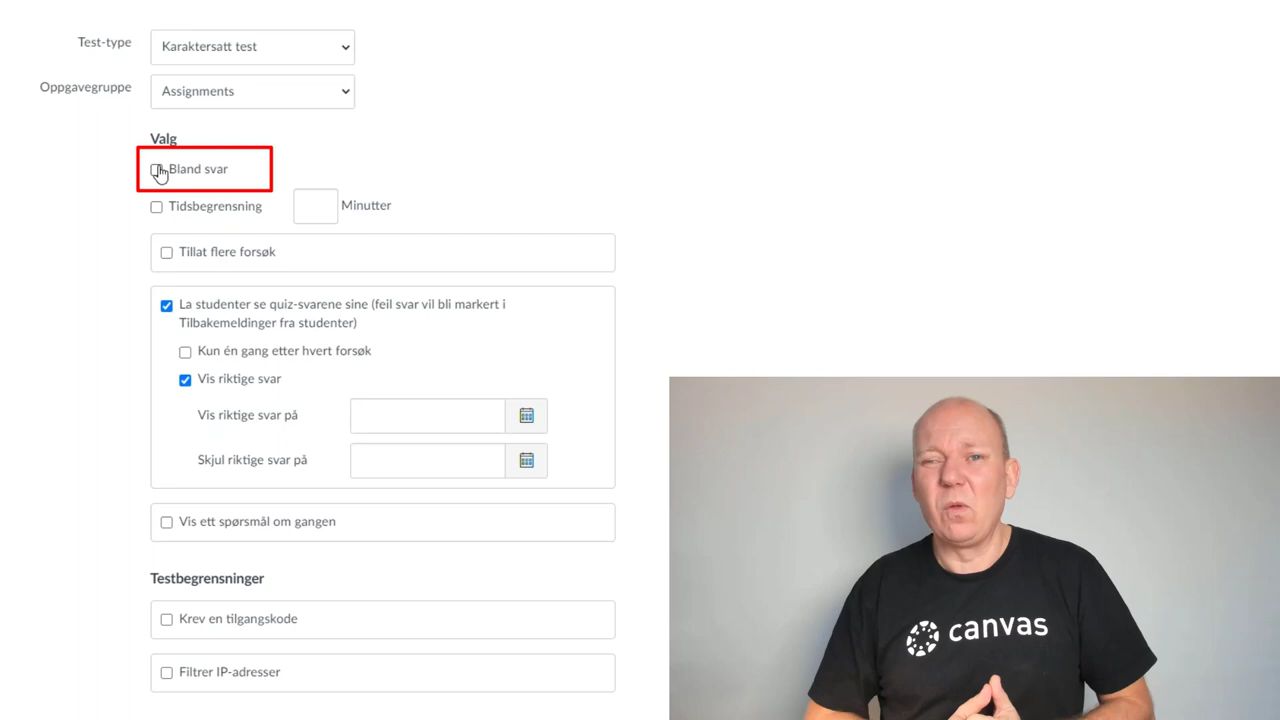 Test-type
Karaktersatt test
Oppgavegruppe
Assignments
Valg
Bland svar
Tidsbegrensning
Minutter
Tillat flere forsøk
La studenter se quiz-svarene sine (feil svar vil bli markert i
Tilbakemeldinger fra studenter)
Kun én gang etter hvert forsøk
Vis riktige svar
Vis riktige svar på
Skjul riktige svar på
Vis ett spørsmål om gangen
Testbegrensninger
Krev en tilgangskode
Filtrer IP-adresser
canvas